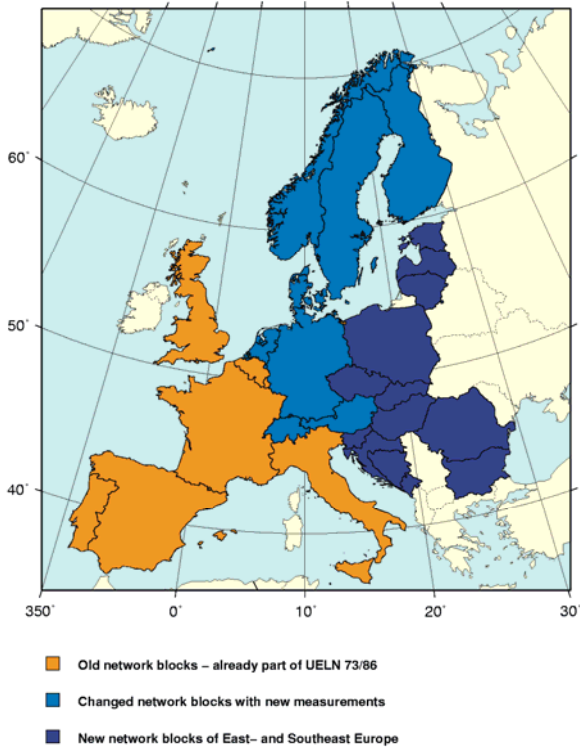 60°
50°
40°
350°
0°
10°
20°
30°
Old network blocks – already part of UELN 73/86
Changed network blocks with new measurements
New network blocks of East– and Southeast Europe